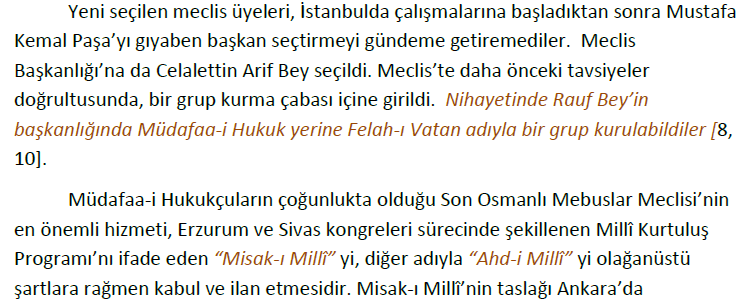 Yeni seçilen meclis üyeleri, İstanbulda çalışmalarına başladıktan sonra Mustafa
Kemal Paşa’yı gıyaben başkan seçtirmeyi gündeme getiremediler.  Meclis
Başkanlığı’na da Celalettin Arif Bey seçildi. Meclis’te daha önceki tavsiyeler
doğrultusunda, bir grup kurma çabası içine girildi.  Nihayetinde Rauf Bey’in
başkanlığında Müdafaa-i Hukuk yerine Felah-ı Vatan adıyla bir grup kurulabildiler [8,
10].
Müdafaa-i Hukukçuların çoğunlukta olduğu Son Osmanlı Mebuslar Meclisi’nin
en önemli hizmeti, Erzurum ve Sivas kongreleri sürecinde şekillenen Millî Kurtuluş
Programı’nı ifade eden “Misak-ı Millî” yi, diğer adıyla “Ahd-i Millî” yi olağanüstü
şartlara rağmen kabul ve ilan etmesidir. Misak-ı Millî’nin taslağı Ankara’da